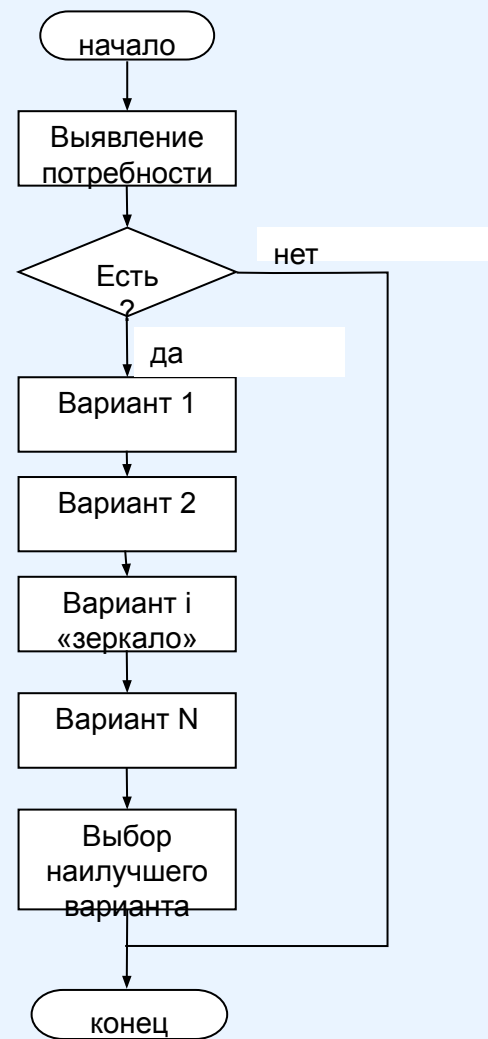 начало
Выявление
потребности
нет
Есть
?
да
Вариант 1
Вариант 2
Вариант i
«зеркало»
Вариант N
Выбор
наилучшего
варианта
конец